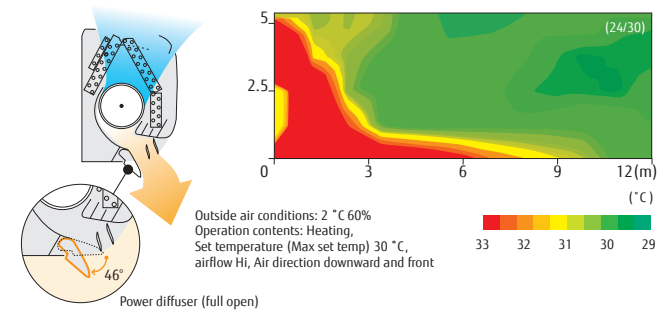 5
(24/30)
2.5
0
0 3 6 9 12(m)
(˚C)
33 32 31 30 29
Outside air conditions: 2 ˚C 60%
Operation contents: Heating,
Set temperature (Max set temp) 30 ˚C,
airflow Hi, Air direction downward and front
46°
Power diffuser (full open)